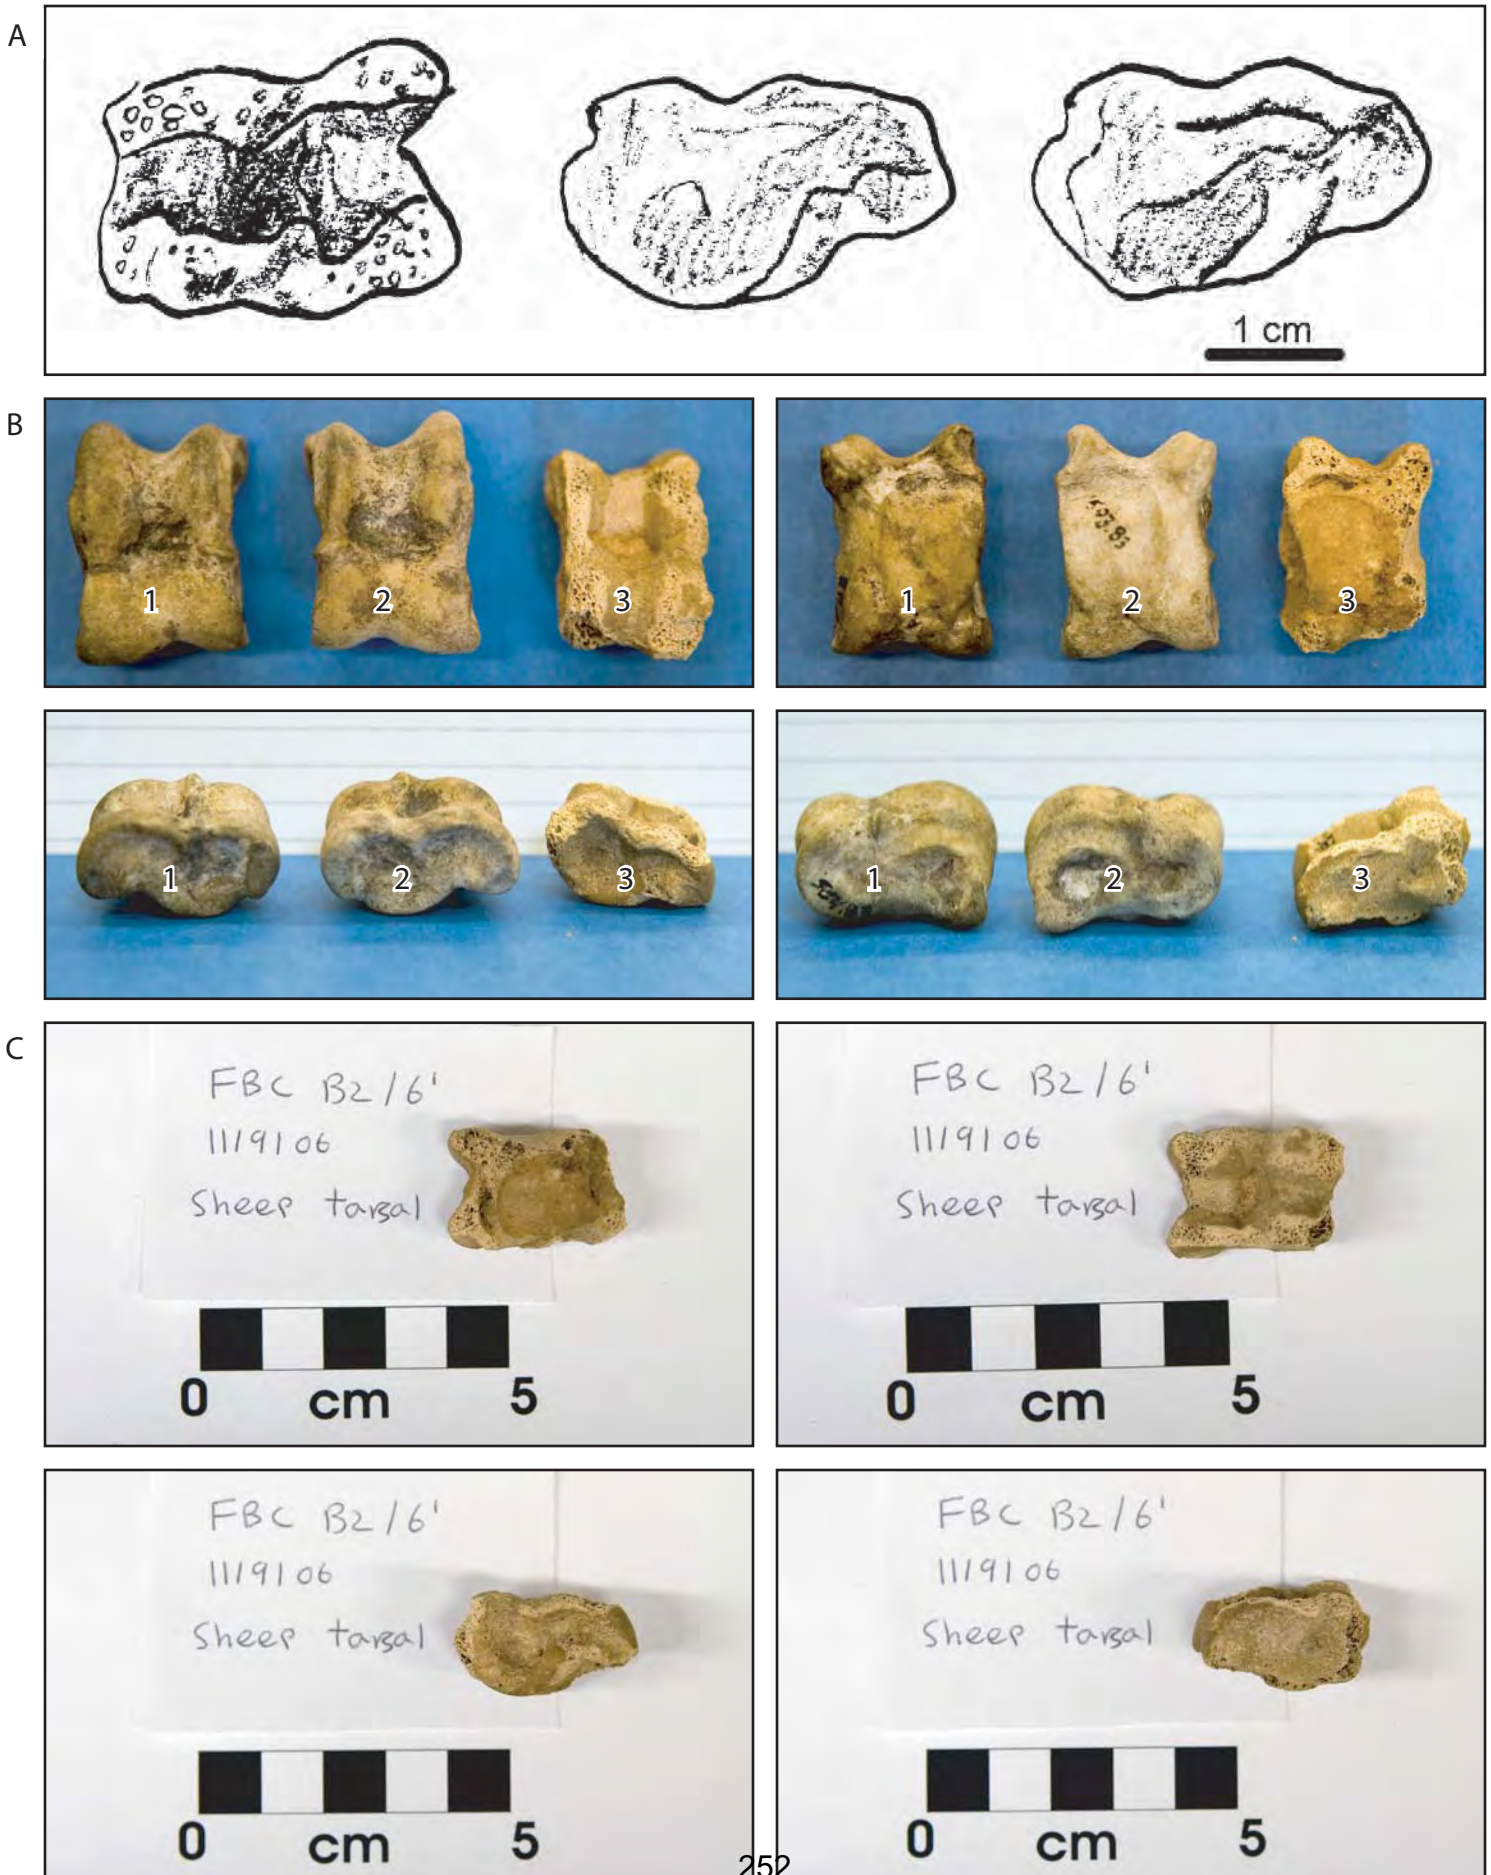 A
1 cm
B
1 2 3
1 2 3
1 2 3
1 2 3
C
FBC B2/6'
11/9/06
Sheep tarsal
0 cm 5
FBC B2/6'
11/9/06
Sheep tarsal
0 cm 5
FBC B2/6'
11/9/06
Sheep tarsal
0 cm 5
FBC B2/6'
11/9/06
Sheep tarsal
0 cm 5
252